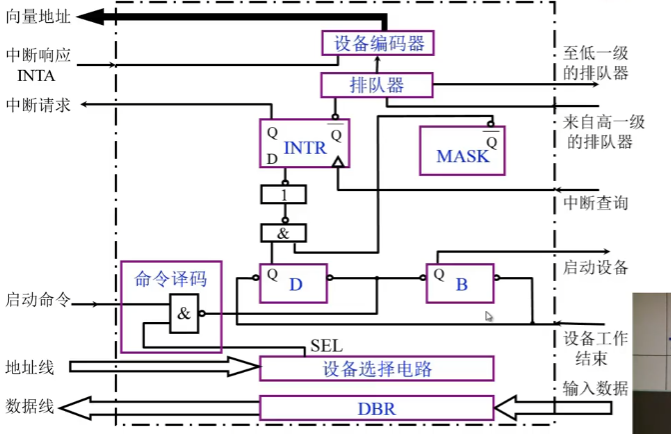 向量地址
设备编码器
中断响应
INTA
至低一级
的排队器
排队器
中断请求
来自高一级
的排队器
Q
Q
D
INTR
Q
MASK
1
中断查询
&
命令译码
Q
D
Q
B
启动设备
启动命令
&
设备工作
结束
SEL
地址线
设备选择电路
输入数据
数据线
DBR